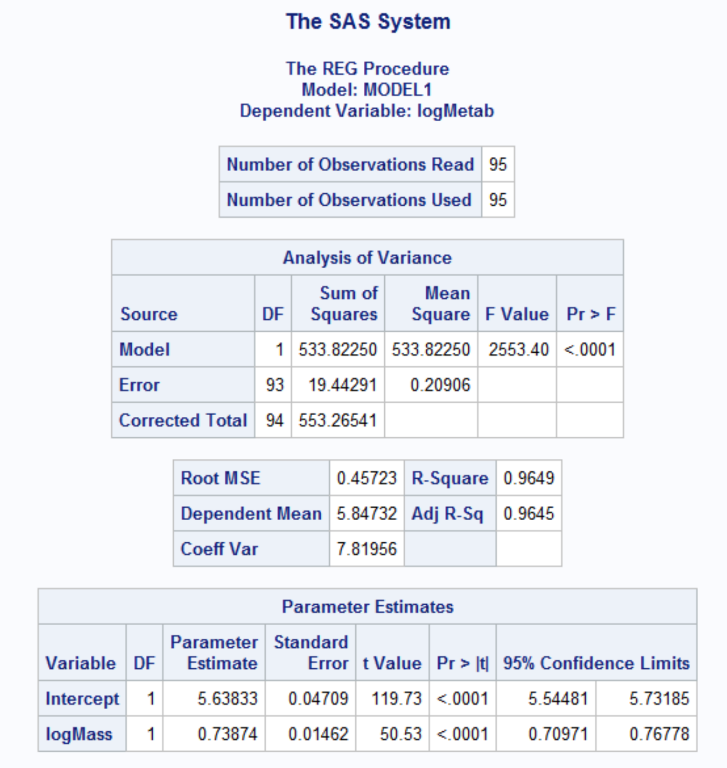 The SAS System
The REG Procedure
Model: MODEL1
Dependent Variable: logMetab
Number of Observations Read 95
Number of Observations Used 95
Analysis of Variance
Source DF Sum of Squares Mean Square F Value Pr > F
Model 1 533.82250 533.82250 2553.40 <.0001
Error 93 19.44291 0.20906
Corrected Total 94 553.26541
Root MSE 0.45723 R-Square 0.9649
Dependent Mean 5.84732 Adj R-Sq 0.9645
Coeff Var 7.81956
Parameter Estimates
Variable DF Parameter Estimate Standard Error t Value Pr > |t| 95% Confidence Limits
Intercept 1 5.63833 0.04709 119.73 <.0001 5.54481 5.73185
logMass 1 0.73874 0.01462 50.53 <.0001 0.70971 0.76778